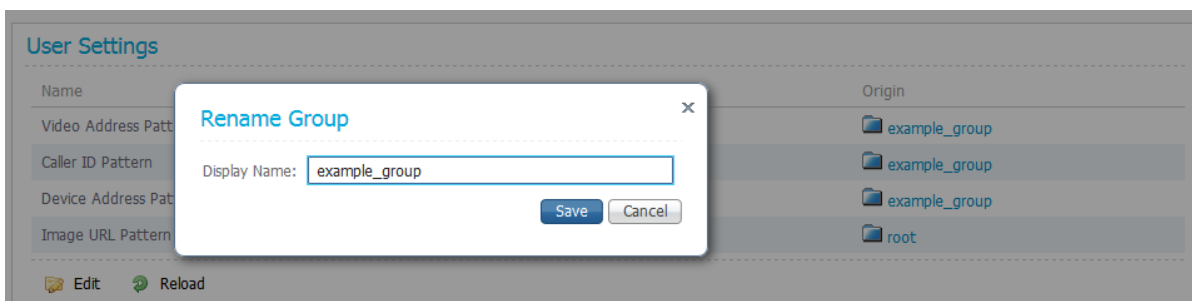 User Settings
Name Origin
Video Address Patt example_group
Rename Group
Caller ID Pattern example_group
Display Name: example_group
Device Address Pat example_group
Save Cancel
Image URL Pattern root
Edit Reload